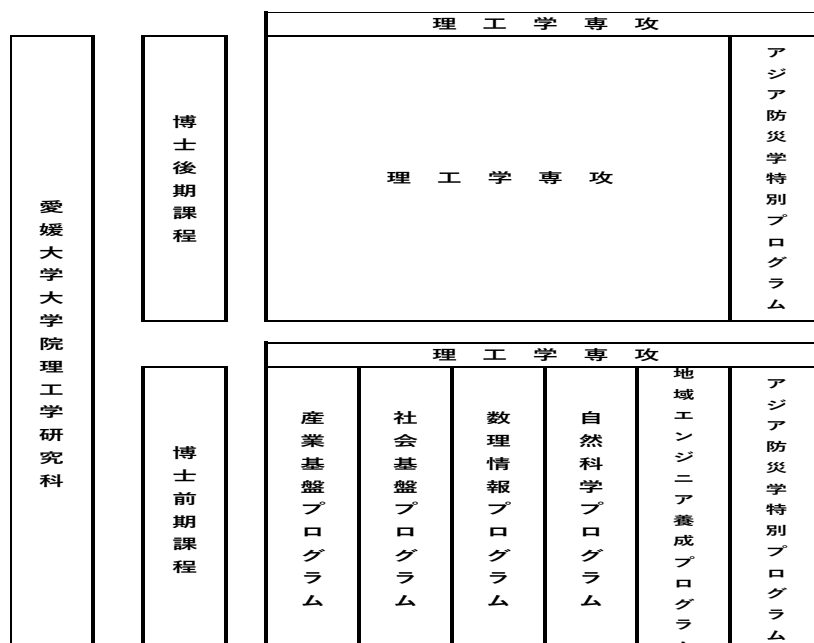 愛媛大学大学院理工学研究科
博士後期課程
理工学専攻
理工学専攻
アジア防災学特別プログラム
博士前期課程
理工学専攻
産業基盤プログラム
社会基盤プログラム
数理情報プログラム
自然科学プログラム
地域エンジニア養成プログラム
アジア防災学特別プログラム